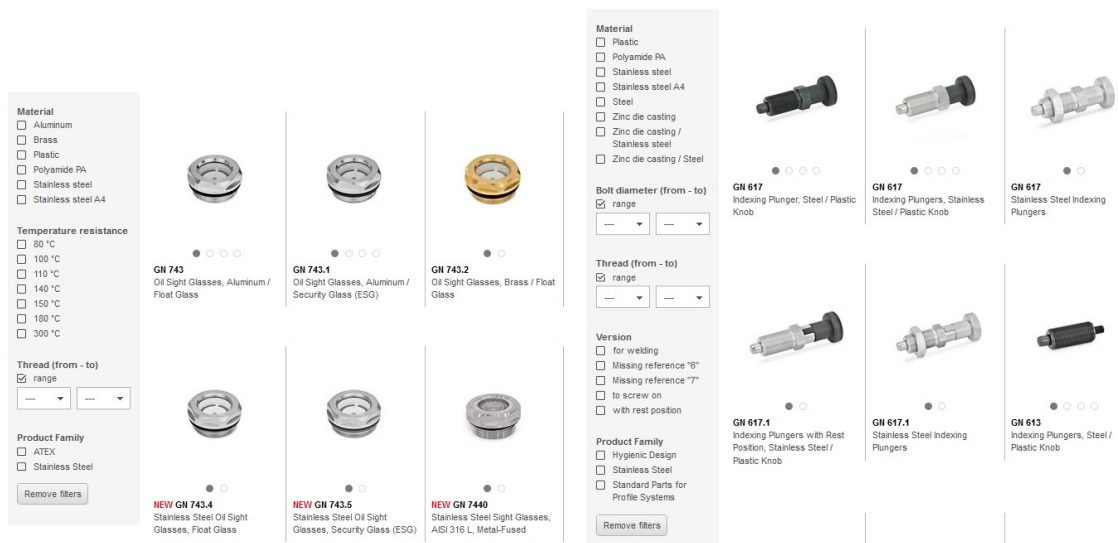 Material
Aluminum
Brass
Plastic
Polyamide PA
Stainless steel
Stainless steel A4
Temperature resistance
80 °C
100 °C
110 °C
140 °C
150 °C
180 °C
300 °C
Thread (from - to)
range
---
---
Product Family
ATEX
Stainless Steel
Remove filters
GN 743
Oil Sight Glasses, Aluminum /
Float Glass
GN 743.1
Oil Sight Glasses, Aluminum /
Security Glass (ESG)
GN 743.2
Oil Sight Glasses, Brass / Float
Glass
NEW GN 743.4
Stainless Steel Oil Sight
Glasses, Float Glass
NEW GN 743.5
Stainless Steel Oil Sight
Glasses, Security Glass (ESG)
NEW GN 7440
Stainless Steel Sight Glasses,
AISI 316 L, Metal-Fused
Material
Plastic
Polyamide PA
Stainless steel
Stainless steel A4
Steel
Zinc die casting
Zinc die casting /
Stainless steel
Zinc die casting / Steel
Bolt diameter (from - to)
range
---
---
Thread (from - to)
range
---
---
Version
for welding
Missing reference "6"
Missing reference "7"
to screw on
with rest position
Product Family
Hygienic Design
Stainless Steel
Standard Parts for
Profile Systems
Remove filters
GN 617
Indexing Plunger, Steel / Plastic
Knob
GN 617
Indexing Plungers, Stainless
Steel / Plastic Knob
GN 617
Stainless Steel Indexing
Plungers
GN 617.1
Indexing Plungers with Rest
Position, Stainless Steel /
Plastic Knob
GN 617.1
Stainless Steel Indexing
Plungers
GN 613
Indexing Plungers, Steel /
Plastic Knob